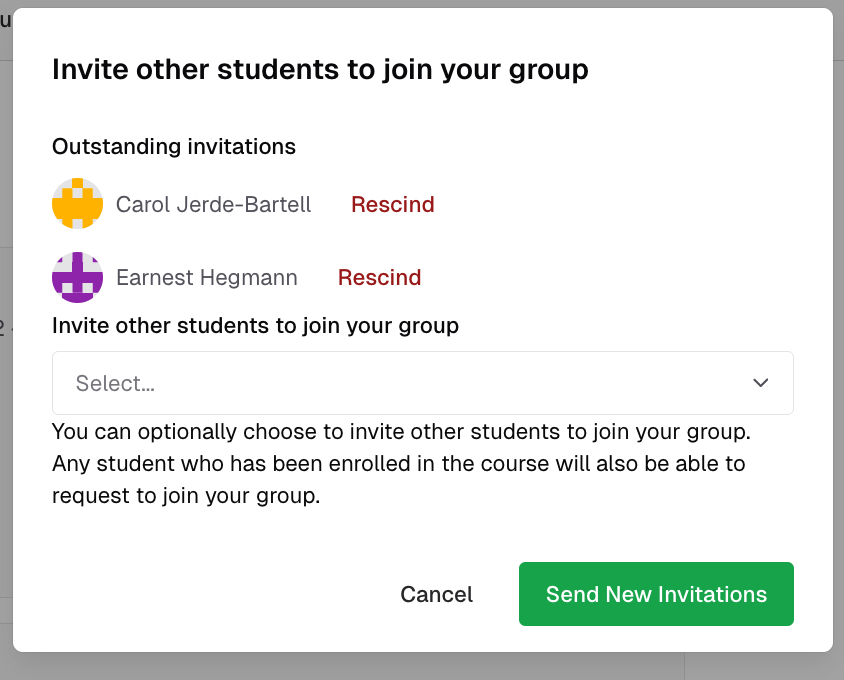 Invite other students to join your group
Outstanding invitations
Carol Jerde-Bartell Rescind
Earnest Hegmann Rescind
Invite other students to join your group
Select...
You can optionally choose to invite other students to join your group.
Any student who has been enrolled in the course will also be able to
request to join your group.
Cancel Send New Invitations